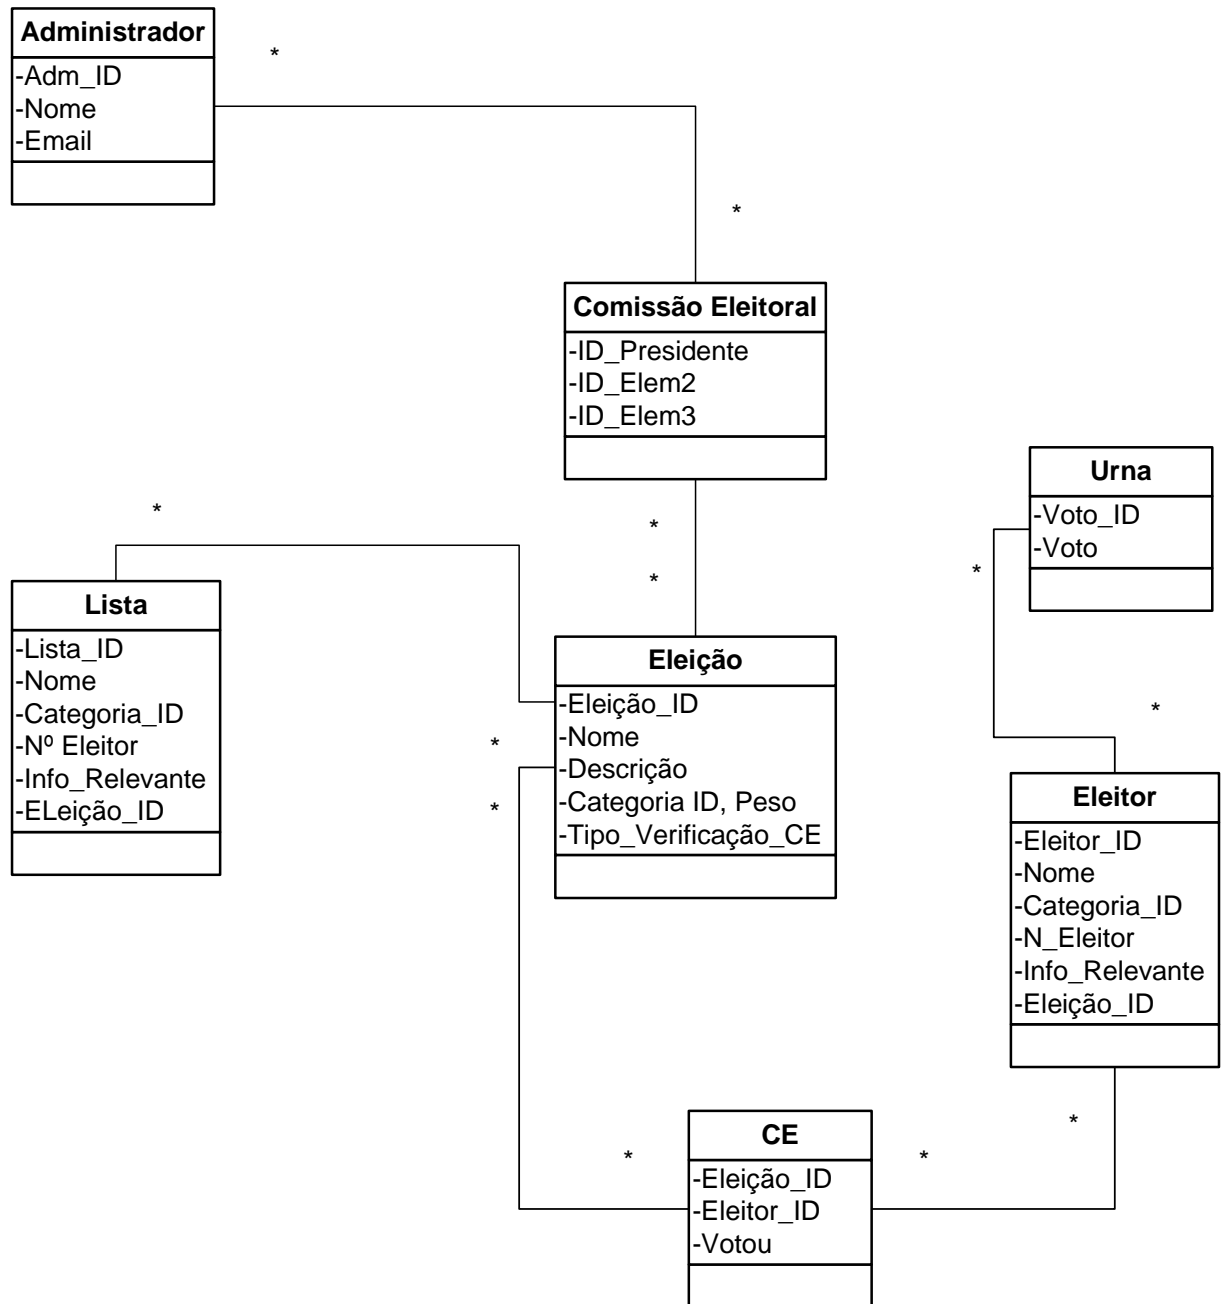 Administrador
-Adm_ID
-Nome
-Email
*
*
Comissão Eleitoral
-ID_Presidente
-ID_Elem2
-ID_Elem3
*
*
Urna
-Voto_ID
-Voto
*
*
Lista
-Lista_ID
-Nome
-Categoria_ID
-Nº Eleitor
-Info_Relevante
-ELeição_ID
*
*
Eleição
-Eleição_ID
-Nome
-Descrição
-Categoria ID, Peso
-Tipo_Verificação_CE
*
*
Eleitor
-Eleitor_ID
-Nome
-Categoria_ID
-N_Eleitor
-Info_Relevante
-Eleição_ID
*
*
CE
-Eleição_ID
-Eleitor_ID
-Votou